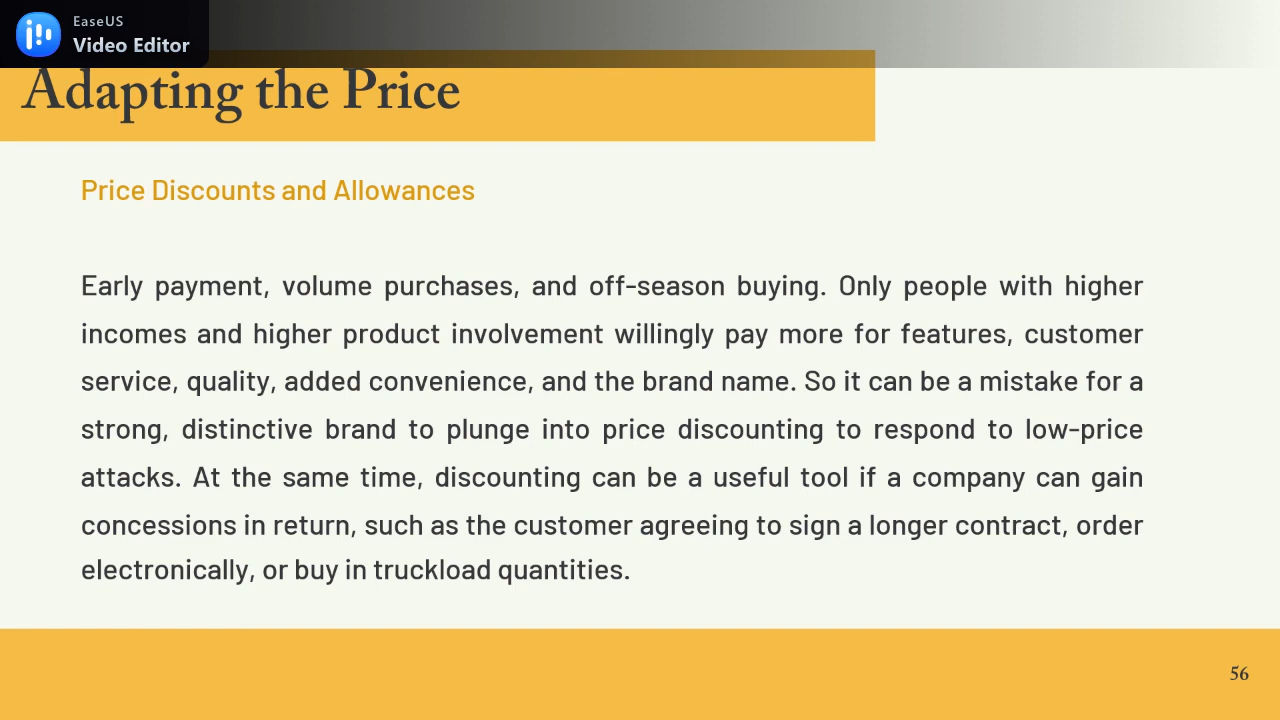 EaseUS
Video Editor
Adapting the Price
Price Discounts and Allowances
Early payment, volume purchases, and off-season buying. Only people with higher
incomes and higher product involvement willingly pay more for features, customer
service, quality, added convenience, and the brand name. So it can be a mistake for a
strong, distinctive brand to plunge into price discounting to respond to low-price
attacks. At the same time, discounting can be a useful tool if a company can gain
concessions in return, such as the customer agreeing to sign a longer contract, order
electronically, or buy in truckload quantities.
56